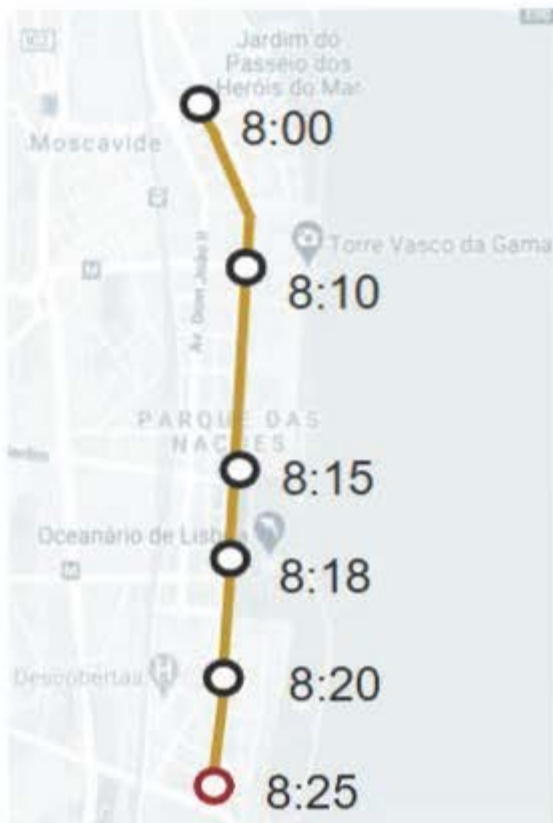 Jardim do
Passeio dos
Heróis do Mar
8:00
Moscavide
Torre Vasco da Gama
Av. Dom João II
8:10
PARQUE DAS
NAÇÕES
8:15
Oceanário de Lisboa
8:18
M
M
Descobertas
H
8:20
8:25